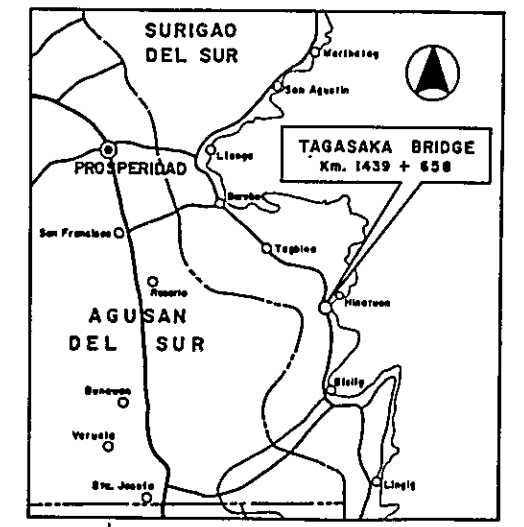 SURIGAO
DEL SUR
Marihatag
San Agustin
TAGASAKA BRIDGE
Km. 1439 + 658
Lianga
PROSPERIDAD
Barobo
San Francisco
Tagbina
Rosario
Hinatuan
AGUSAN
DEL SUR
Bislig
Bunawan
Veruela
Sta. Josefa
Lingig